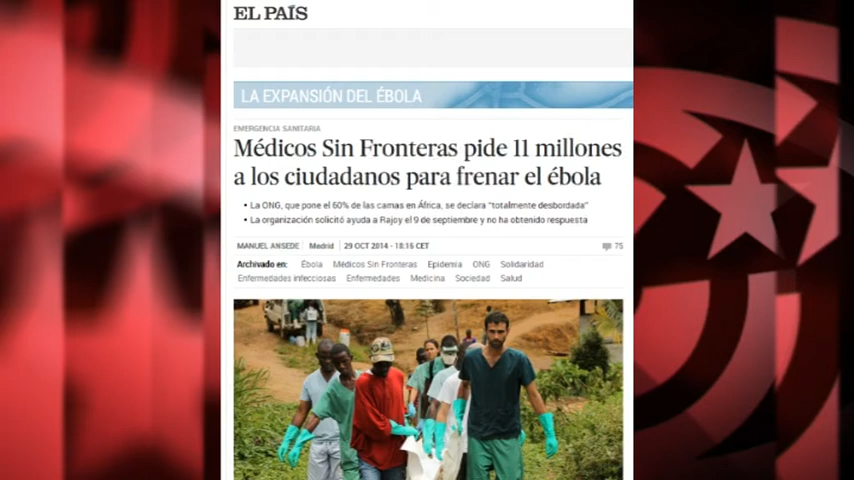 EL PAÍS
LA EXPANSIÓN DEL ÉBOLA
EMERGENCIA SANITARIA
Médicos Sin Fronteras pide 11 millones
a los ciudadanos para frenar el ébola
• La ONG, que pone el 60% de las camas en África, se declara "totalmente desbordada"
• La organización solicitó ayuda a Rajoy el 9 de septiembre y no ha obtenido respuesta
MANUEL ANSEDE Madrid 29 OCT 2014 - 18:16 CET 75
Archivado en: Ébola Médicos Sin Fronteras Epidemia ONG Solidaridad
Enfermedades infecciosas Enfermedades Medicina Sociedad Salud